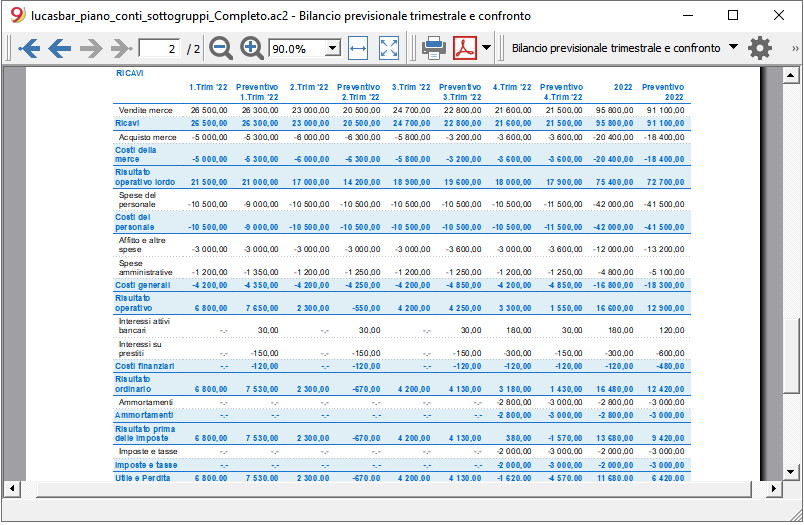 lucasbar_piano_conti_sottogruppi_Completo.ac2 - Bilancio previsionale trimestrale e confronto
2 / 2 90.0% Bilancio previsionale trimestrale e confronto »
RICAVI
1.Trim '22 Preventivo 2.Trim '22 Preventivo 3.Trim '22 Preventivo 4.Trim '22 Preventivo 2022 Preventivo
1.Trim '22 2.Trim '22 3.Trim '22 4.Trim '22 2022
Vendite merce 26 500,00 26 300,00 23 000,00 20 500,00 24 700,00 22 800,00 21 600,00 21 500,00 95 800,00 91 100,00
Ricavi 26 500,00 26 300,00 23 000,00 20 500,00 24 700,00 22 800,00 21 600,00 21 500,00 95 800,00 91 100,00
Acquisto merce -5 000,00 -5 300,00 -6 000,00 -6 300,00 -5 800,00 -3 200,00 -3 600,00 -3 600,00 -20 400,00 -18 400,00
Costi della
merce -5 000,00 -5 300,00 -6 000,00 -6 300,00 -5 800,00 -3 200,00 -3 600,00 -3 600,00 -20 400,00 -18 400,00
Risultato
operativo lordo 21 500,00 21 000,00 17 000,00 14 200,00 18 900,00 19 600,00 18 000,00 17 900,00 75 400,00 72 700,00
Spese del
personale -10 500,00 -9 000,00 -10 500,00 -10 500,00 -10 500,00 -10 500,00 -10 500,00 -11 500,00 -42 000,00 -41 500,00
Costi del
personale -10 500,00 -9 000,00 -10 500,00 -10 500,00 -10 500,00 -10 500,00 -10 500,00 -11 500,00 -42 000,00 -41 500,00
Affitto e altre
spese -3 000,00 -3 000,00 -3 000,00 -3 000,00 -3 000,00 -3 600,00 -3 000,00 -3 600,00 -12 000,00 -13 200,00
Spese
amministrative -1 200,00 -1 350,00 -1 200,00 -1 250,00 -1 200,00 -1 250,00 -1 200,00 -1 250,00 -4 800,00 -5 100,00
Costi generali -4 200,00 -4 350,00 -4 200,00 -4 250,00 -4 200,00 -4 850,00 -4 200,00 -4 850,00 -16 800,00 -18 300,00
Risultato
operativo 6 800,00 7 650,00 2 300,00 -550,00 4 200,00 4 250,00 3 300,00 1 550,00 16 600,00 12 900,00
Interessi attivi
bancari -.- 30,00 -.- 30,00 -.- 30,00 180,00 30,00 180,00 120,00
Interessi su
prestiti -.- -150,00 -.- -150,00 -.- -150,00 -300,00 -150,00 -300,00 -600,00
Costi finanziari -.- -120,00 -.- -120,00 -.- -120,00 -120,00 -120,00 -120,00 -480,00
Risultato
ordinario 6 800,00 7 530,00 2 300,00 -670,00 4 200,00 4 130,00 3 180,00 1 430,00 16 480,00 12 420,00
Ammortamenti -.- -.- -.- -.- -.- -.- -2 800,00 -3 000,00 -2 800,00 -3 000,00
Ammortamenti -.- -.- -.- -.- -.- -.- -2 800,00 -3 000,00 -2 800,00 -3 000,00
Risultato prima
delle imposte 6 800,00 7 530,00 2 300,00 -670,00 4 200,00 4 130,00 380,00 -1 570,00 13 680,00 9 420,00
Imposte e tasse -.- -.- -.- -.- -.- -.- -2 000,00 -3 000,00 -2 000,00 -3 000,00
Imposte e tasse -.- -.- -.- -.- -.- -.- -2 000,00 -3 000,00 -2 000,00 -3 000,00
Utile e Perdita 6 800,00 7 530,00 2 300,00 -670,00 4 200,00 4 130,00 -1 620,00 -4 570,00 11 680,00 6 420,00